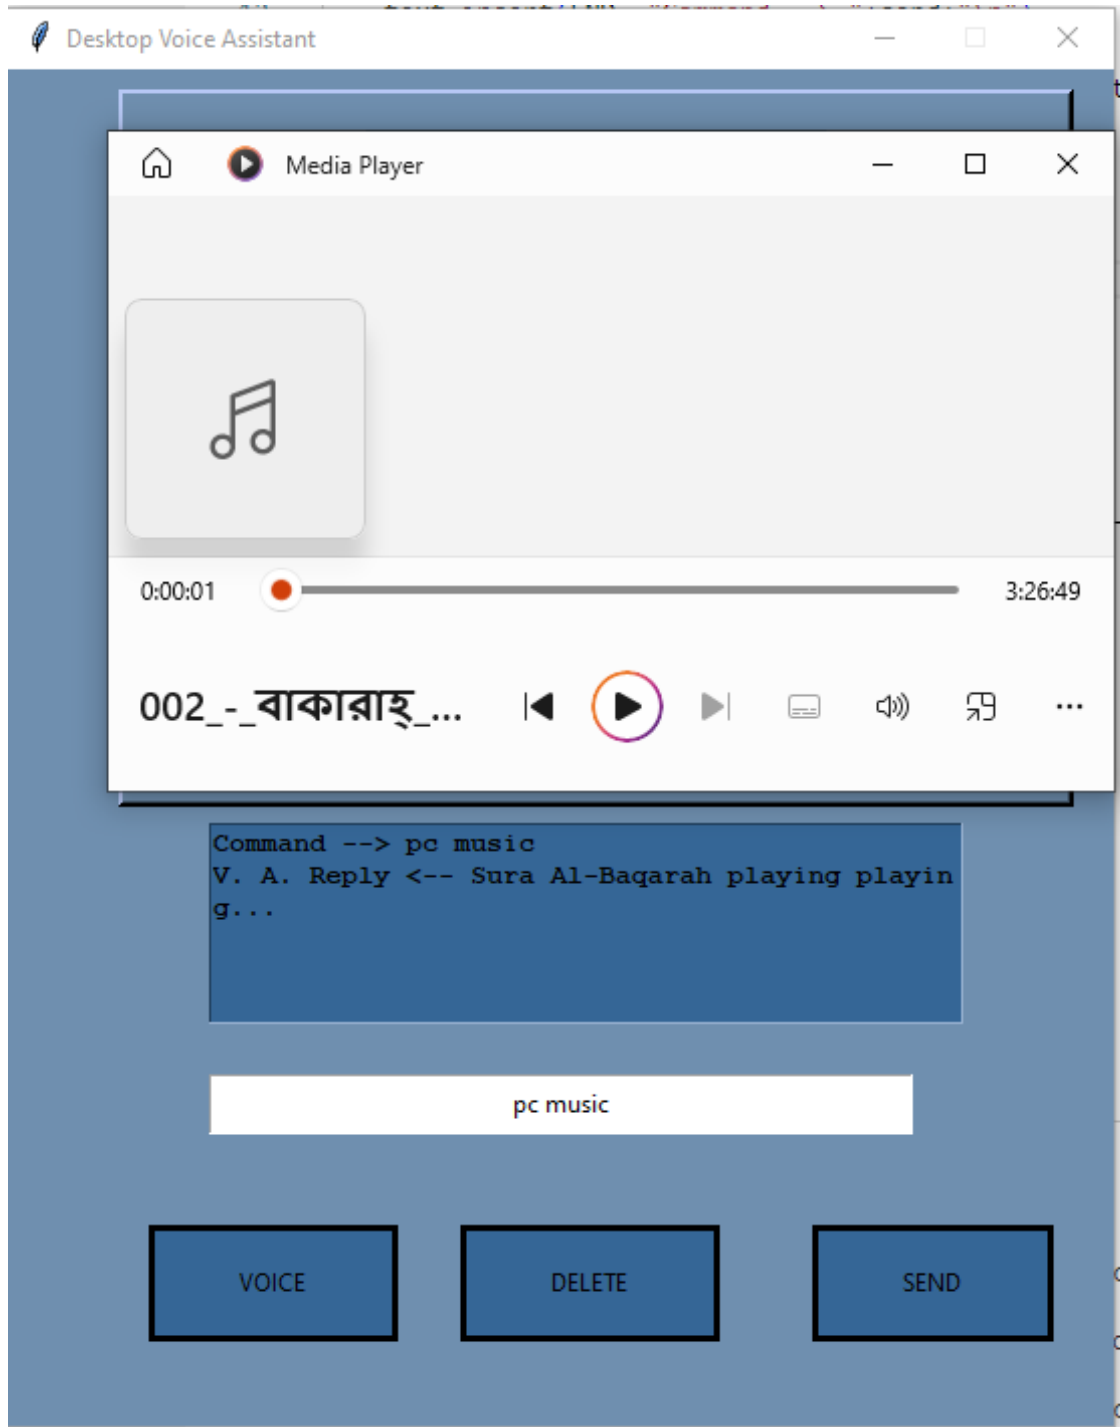 Desktop Voice Assistant
Media Player
0:00:01
3:26:49
002_-_বাকারাহ্_...
Command --> pc music
V. A. Reply <-- Sura Al-Baqarah playing playin
g...
pc music
VOICE
DELETE
SEND